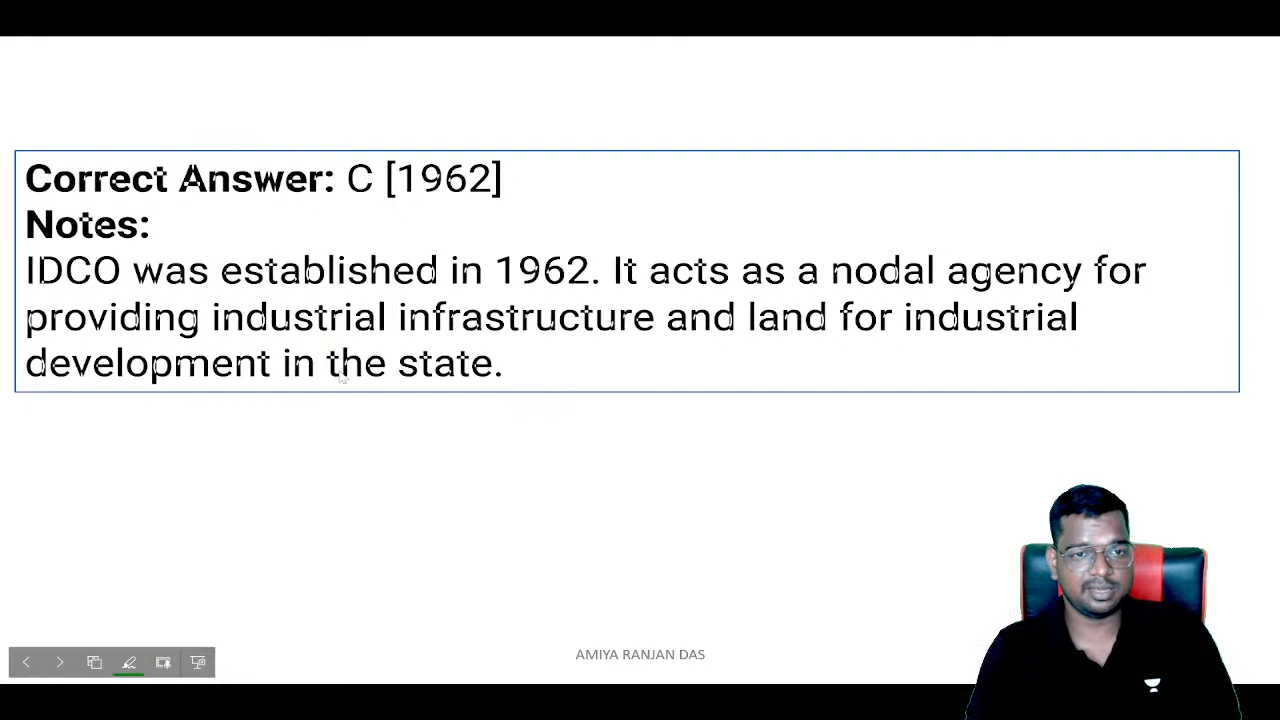 Correct Answer: C [1962]
Notes:
IDCO was established in 1962. It acts as a nodal agency for
providing industrial infrastructure and land for industrial
development in the state.
AMIYA RANJAN DAS